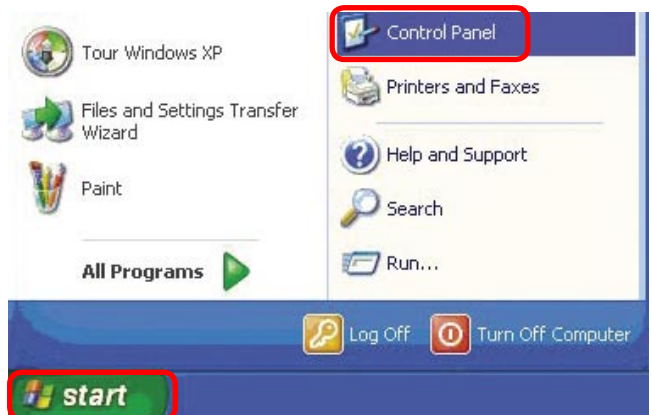 Tour Windows XP
Files and Settings Transfer
Wizard
Paint
All Programs
Control Panel
Printers and Faxes
Help and Support
Search
Run...
Log Off
Turn Off Computer
start